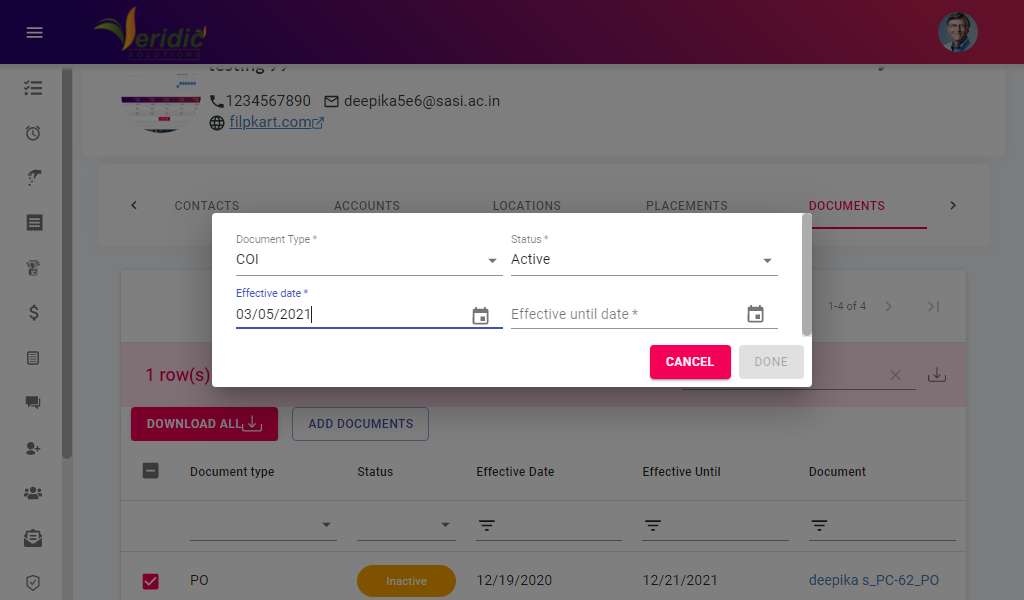 eridic
SOLUTIONS
testing 99
1234567890 deepika5e6@sasi.ac.in
filpkart.com
CONTACTS ACCOUNTS LOCATIONS PLACEMENTS DOCUMENTS
Document Type * Status *
COI Active
Effective date *
03/05/2021 Effective until date *
1-4 of 4
CANCEL DONE
1 row(s)
DOWNLOAD ALL ADD DOCUMENTS
Document type Status Effective Date Effective Until Document
PO Inactive 12/19/2020 12/21/2021 deepika s_PC-62_PO